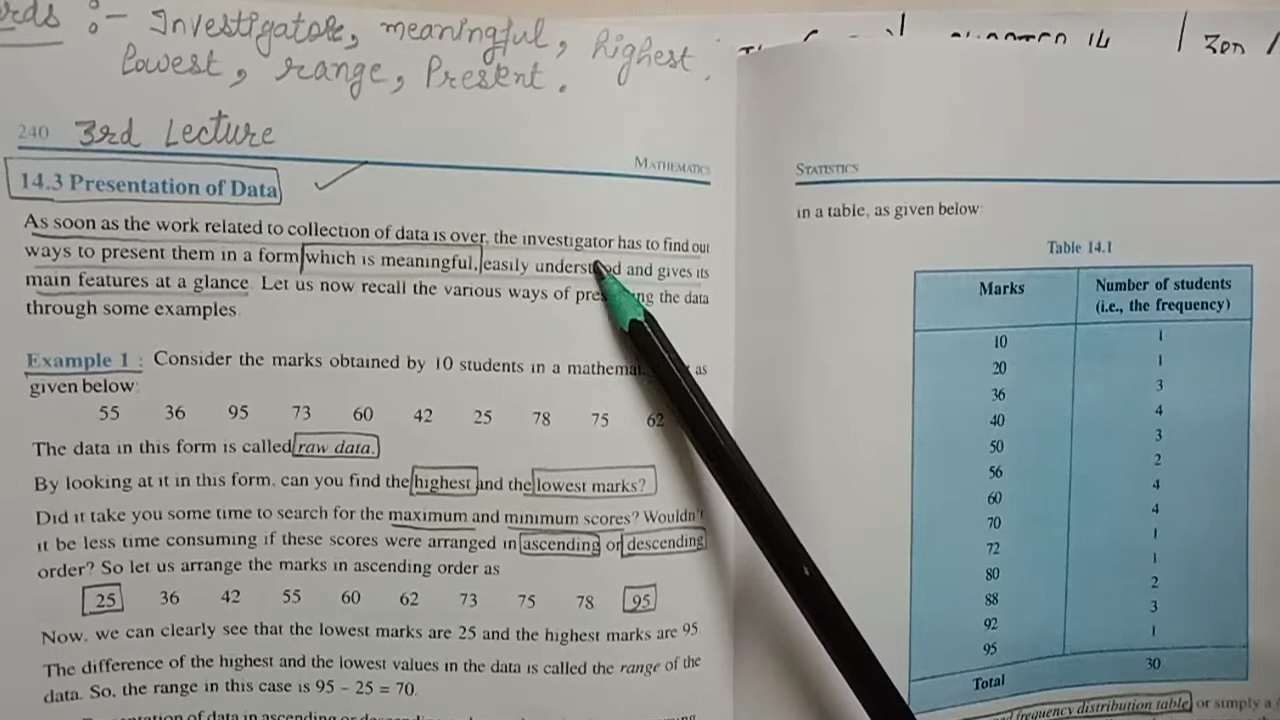 :- Investigator, meaningful, highest,
Lowest, range, Present.
240 3rd Lecture
MATHEMATICS
14.3 Presentation of Data
As soon as the work related to collection of data is over, the investigator has to find out
ways to present them in a form which is meaningful, easily understood and gives its
main features at a glance. Let us now recall the various ways of the data
through some examples.
Example 1 : Consider the marks obtained by 10 students in a as
given below:
55 36 95 73 60 42 25 78 75 62
The data in this form is called raw data.
By looking at it in this form, can you find the highest and the lowest marks?
Did it take you some time to search for the maximum and minimum scores? Wouldn't
it be less time consuming if these scores were arranged in ascending or descending
order? So let us arrange the marks in ascending order as
25 36 42 55 60 62 73 75 78 95
Now, we can clearly see that the lowest marks are 25 and the highest marks are 95.
The difference of the highest and the lowest values in the data is called the range of the
data. So, the range in this case is 95 – 25 = 70.
of data in ascending or
STATISTICS
in a table, as given below:
Table 14.1
Marks Number of students
(i.e., the frequency)
10 1
20 1
36 3
40 4
50 3
56 2
60 4
70 4
72 1
80 1
88 2
92 3
95 1
Total 30
frequency distribution table, or simply a